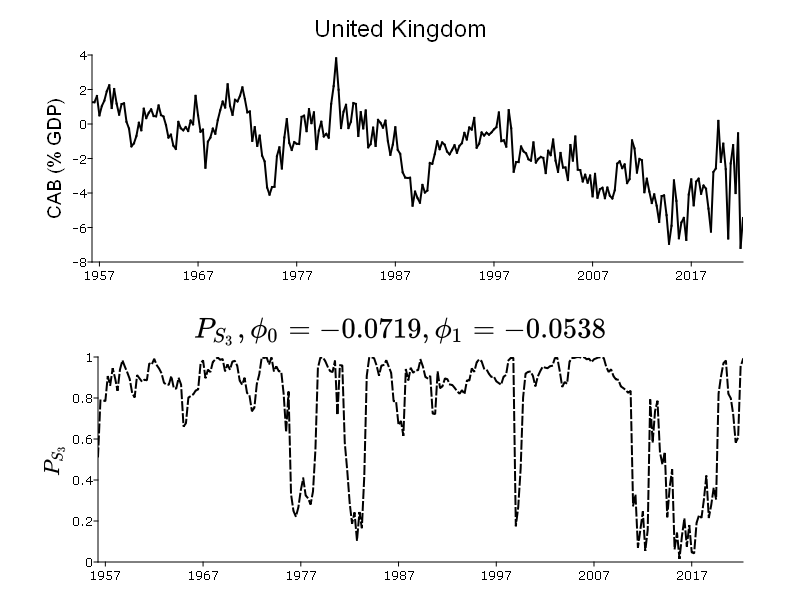 United Kingdom
CAB (% GDP)
4
2
0
-2
-4
-6
-8
1957 1967 1977 1987 1997 2007 2017
P_{S_3}, ϕ_0 = −0.0719, ϕ_1 = −0.0538
P_{S_3}
1
0.8
0.6
0.4
0.2
0
1957 1967 1977 1987 1997 2007 2017